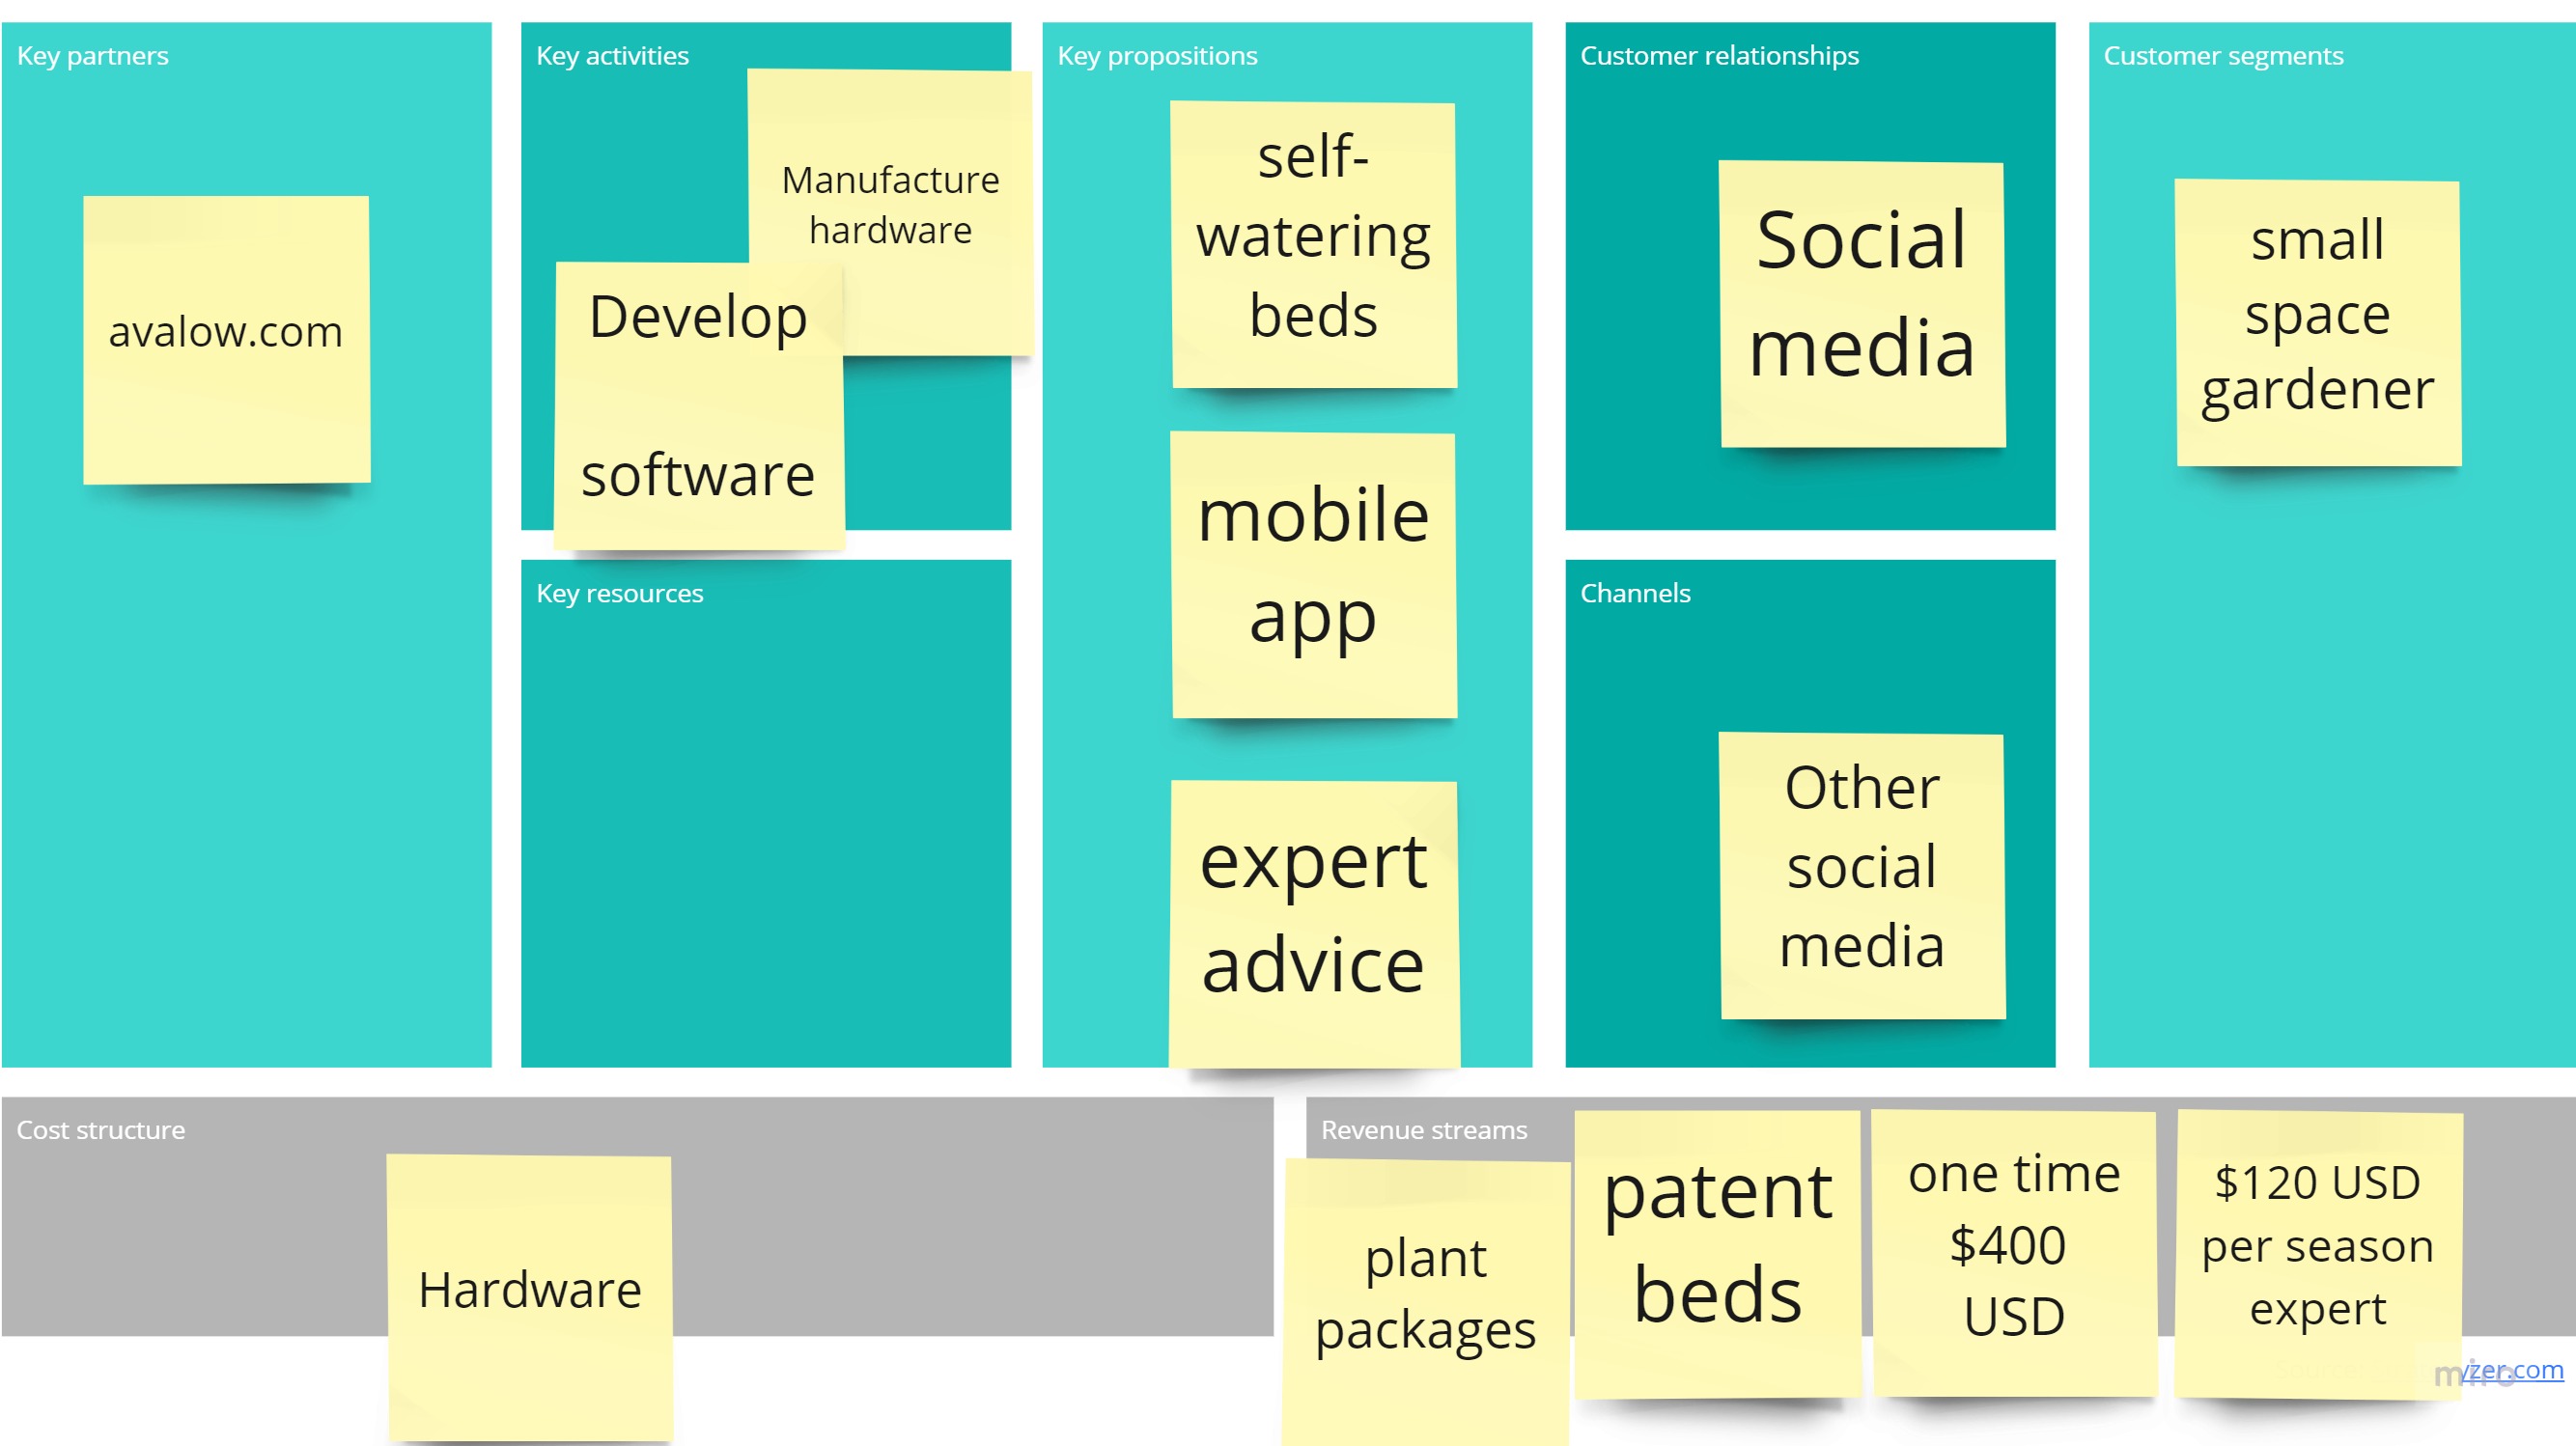 Key partners
avalow.com
Key activities
Manufacture
hardware
Develop
software
Key resources
Key propositions
self-
watering
beds
mobile
app
expert
advice
Customer relationships
Social
media
Channels
Other
social
media
Customer segments
small
space
gardener
Cost structure
Hardware
Revenue streams
plant
packages
patent
beds
one time
$400
USD
$120 USD
per season
expert
miro
yzer.com